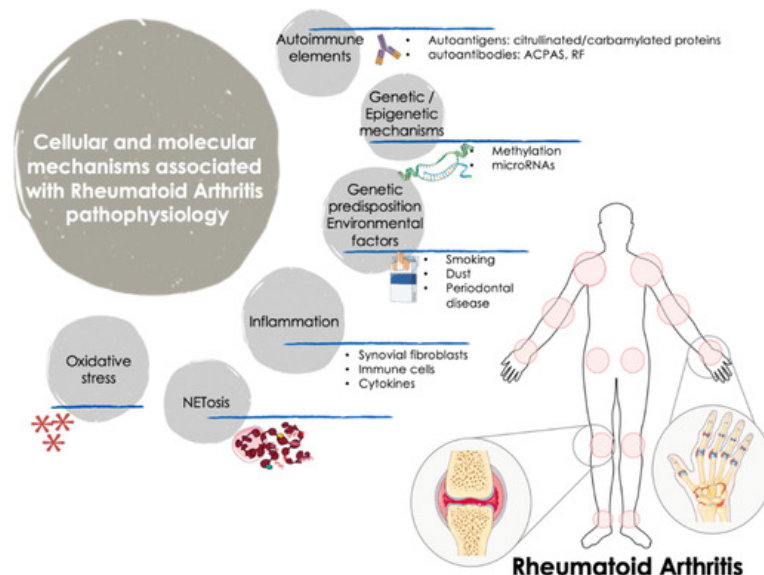 Cellular and molecular
mechanisms associated
with Rheumatoid Arthritis
pathophysiology
Autoimmune
elements
• Autoantigens: citrullinated/carbamylated proteins
• autoantibodies: ACPAS, RF
Genetic /
Epigenetic
mechanisms
• Methylation
• microRNAs
Genetic
predisposition
Environmental
factors
• Smoking
• Dust
• Periodontal
disease
Inflammation
• Synovial fibroblasts
• Immune cells
• Cytokines
Oxidative
stress
NETosis
Rheumatoid Arthritis